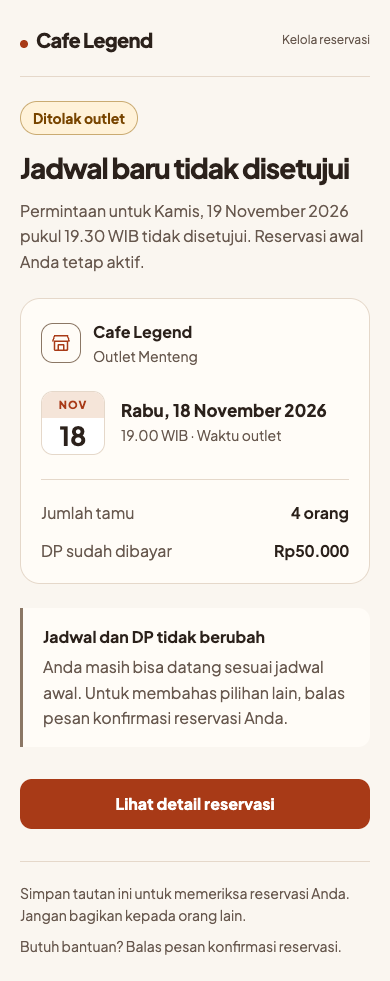 Cafe Legend
Kelola reservasi
Ditolak outlet
Jadwal baru tidak disetujui
Permintaan untuk Kamis, 19 November 2026
pukul 19.30 WIB tidak disetujui. Reservasi awal
Anda tetap aktif.
Cafe Legend
Outlet Menteng
NOV
18
Rabu, 18 November 2026
19.00 WIB · Waktu outlet
Jumlah tamu
4 orang
DP sudah dibayar
Rp50.000
Jadwal dan DP tidak berubah
Anda masih bisa datang sesuai jadwal
awal. Untuk membahas pilihan lain, balas
pesan konfirmasi reservasi Anda.
Lihat detail reservasi
Simpan tautan ini untuk memeriksa reservasi Anda.
Jangan bagikan kepada orang lain.
Butuh bantuan? Balas pesan konfirmasi reservasi.